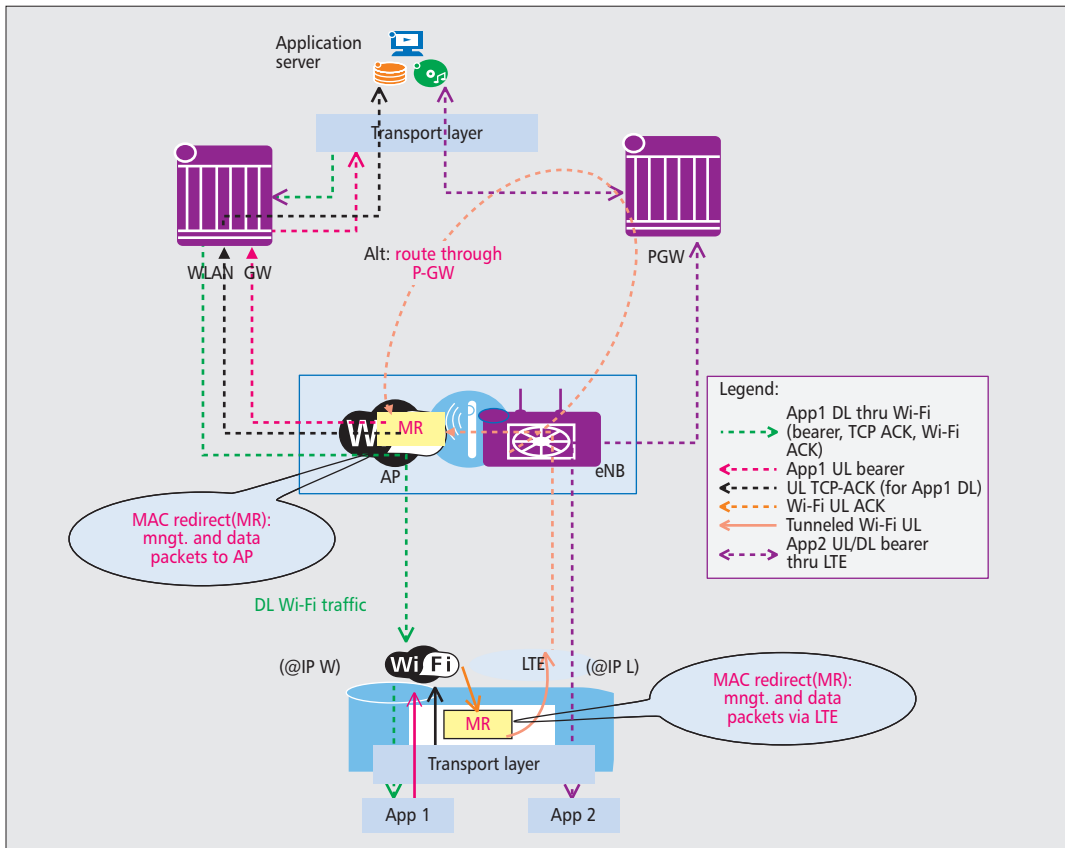 Application
server
Transport layer
WLAN GW
PGW
Alt: route through
P-GW
W
MR
AP
eNB
MAC redirect(MR):
mngt. and data
packets to AP
Legend:
App1 DL thru Wi-Fi
(bearer, TCP ACK, Wi-Fi
ACK)
App1 UL bearer
UL TCP-ACK (for App1 DL)
Wi-Fi UL ACK
Tunneled Wi-Fi UL
App2 UL/DL bearer
thru LTE
DL Wi-Fi traffic
(@IP W)
Wi Fi
LTE
(@IP L)
MAC redirect(MR):
mngt. and data
packets via LTE
MR
Transport layer
App 1
App 2